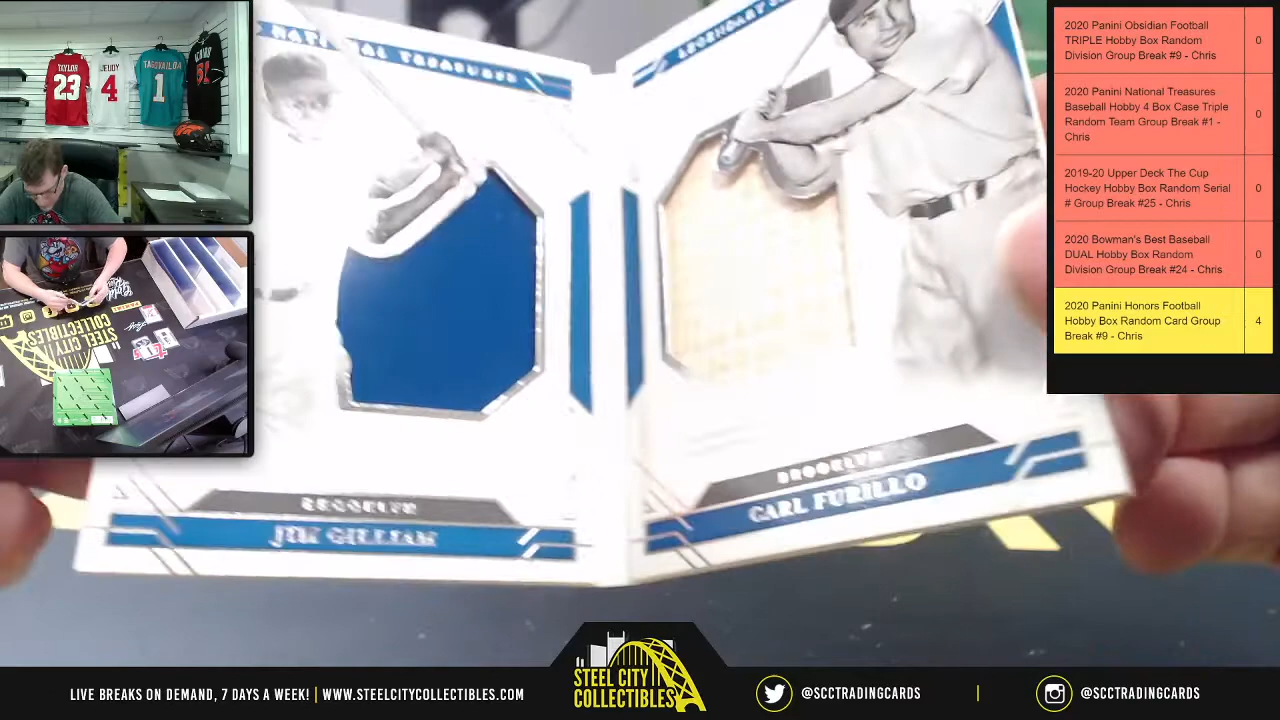 TAYLOR
23
JEUDY
4
TAGOVAILOA
1
NATIONAL TREASURES
LEGENDARY
BROOKLYN
JIM GILLIAM
BROOKLYN
CARL FURILLO
STEEL CITY
COLLECTIBLES
2020 Panini Obsidian Football
TRIPLE Hobby Box Random
Division Group Break #9 - Chris
0
2020 Panini National Treasures
Baseball Hobby 4 Box Case Triple
Random Team Group Break #1 -
Chris
0
2019-20 Upper Deck The Cup
Hockey Hobby Box Random Serial
# Group Break #25 - Chris
0
2020 Bowman's Best Baseball
DUAL Hobby Box Random
Division Group Break #24 - Chris
0
2020 Panini Honors Football
Hobby Box Random Card Group
Break #9 - Chris
4
LIVE BREAKS ON DEMAND, 7 DAYS A WEEK! | WWW.STEELCITYCOLLECTIBLES.COM
STEEL CITY
COLLECTIBLES
@SCCTRADINGCARDS
|
@SCCTRADINGCARDS